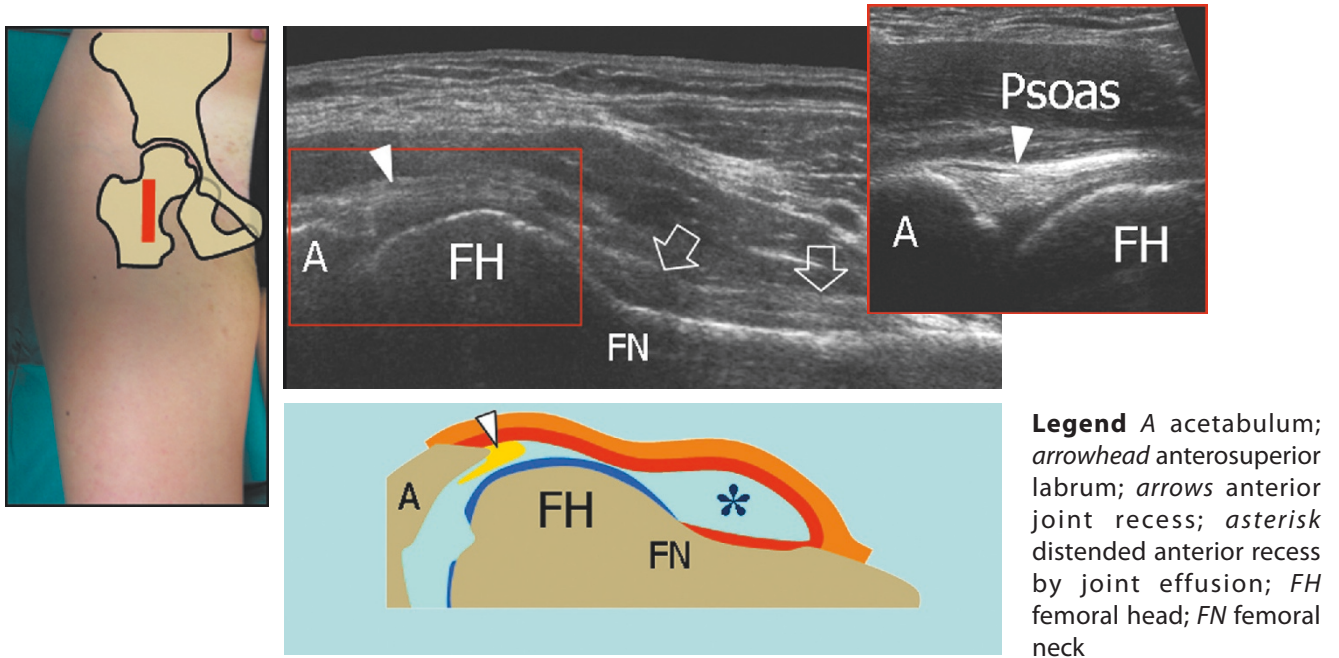 A
FH
FN
Psoas
A
FH
A
FH
FN
*
Legend A acetabulum;
arrowhead anterosuperior
labrum; arrows anterior
joint recess; asterisk
distended anterior recess
by joint effusion; FH
femoral head; FN femoral
neck